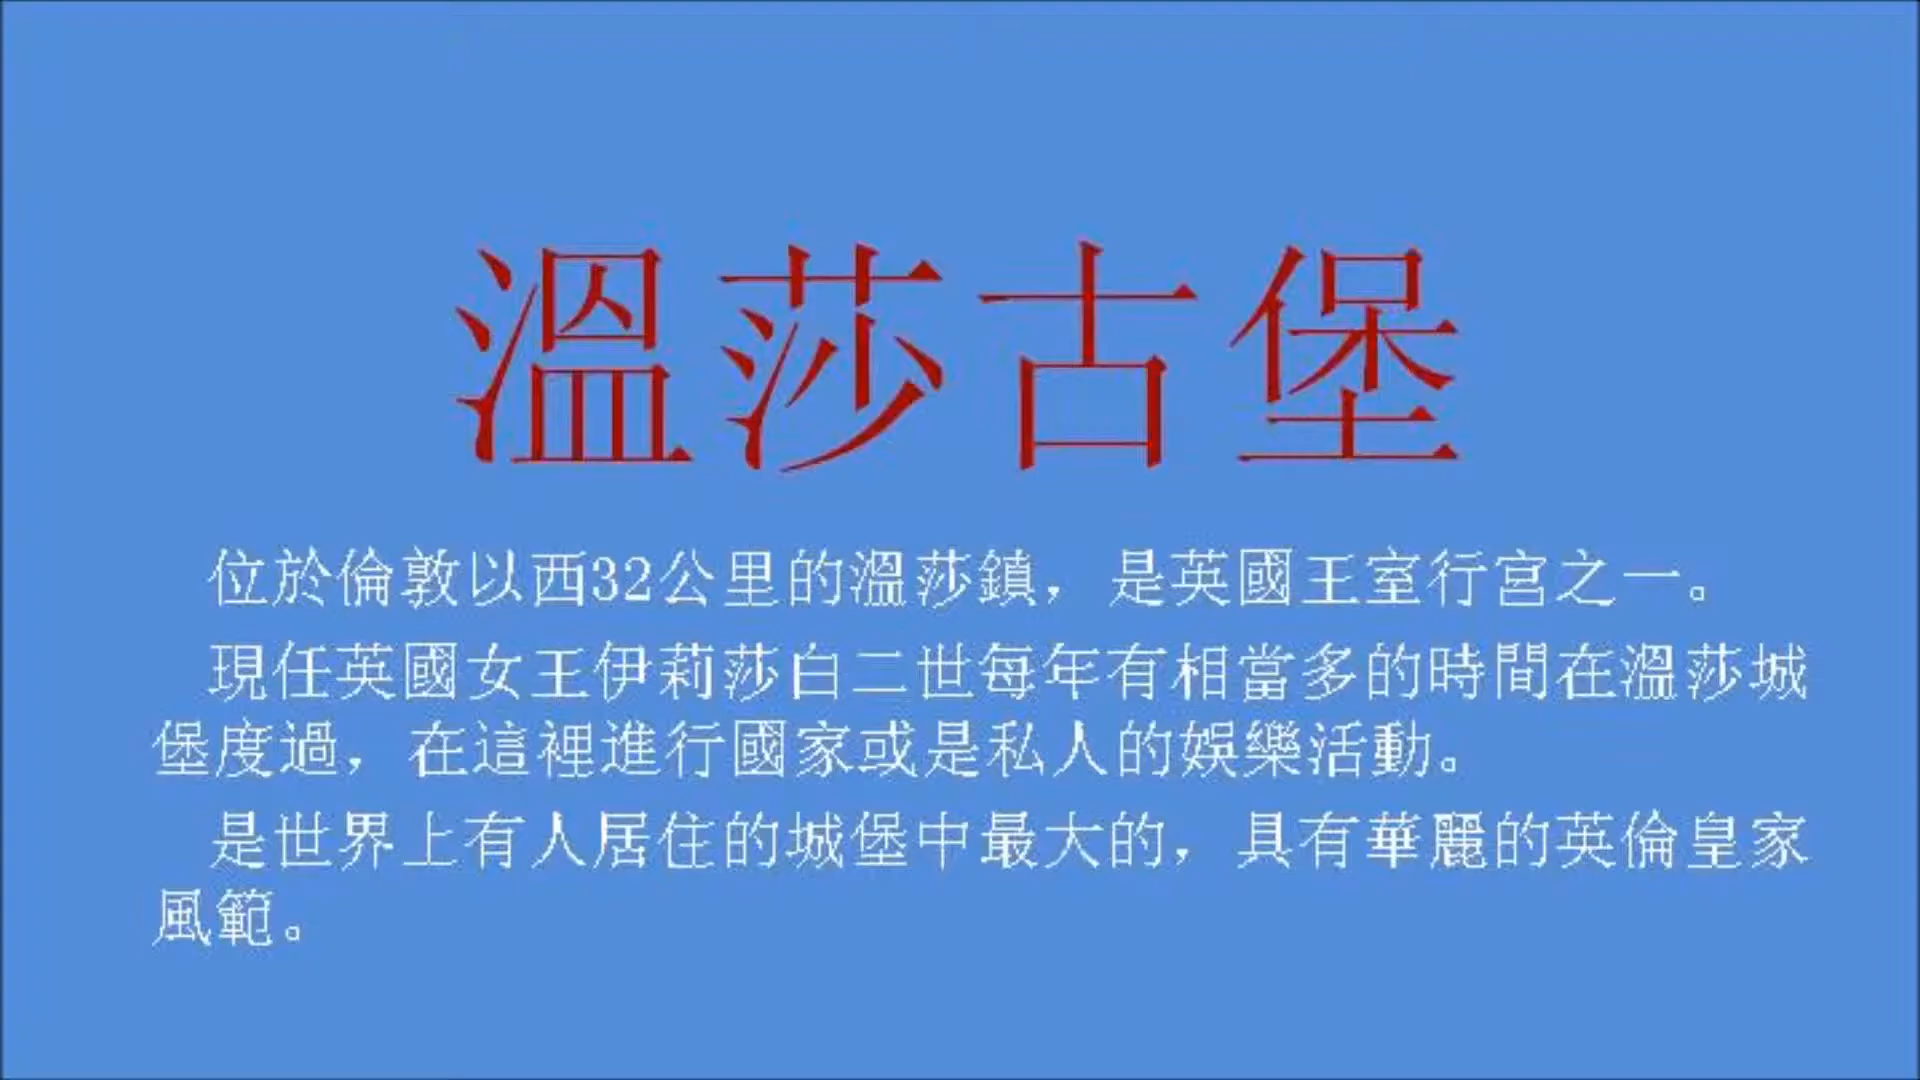 溫莎古堡
位於倫敦以西32公里的溫莎鎮，是英國王室行宮之一。
現任英國女王伊莉莎白二世每年有相當多的時間在溫莎城
堡度過，在這裡進行國家或是私人的娛樂活動。
是世界上有人居住的城堡中最大的，具有華麗的英倫皇家
風範。